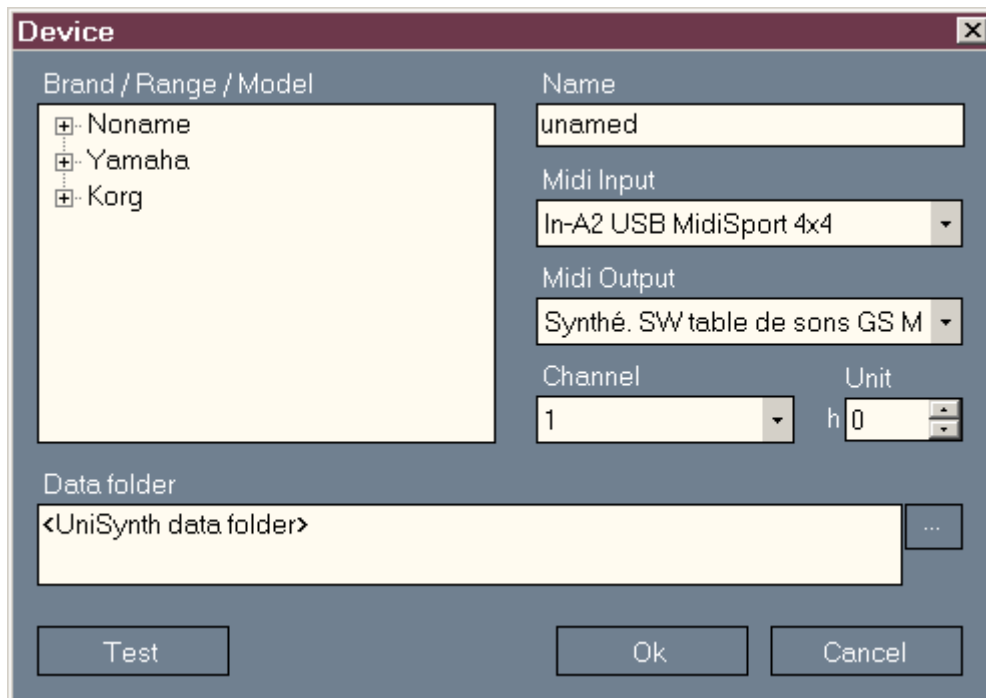 Device
Brand / Range / Model
Noname
Yamaha
Korg
Name
unamed
Midi Input
In-A2 USB MidiSport 4x4
Midi Output
Synthé. SW table de sons GS M
Channel
Unit
1
h 0
Data folder
<UniSynth data folder>
...
Test
Ok
Cancel